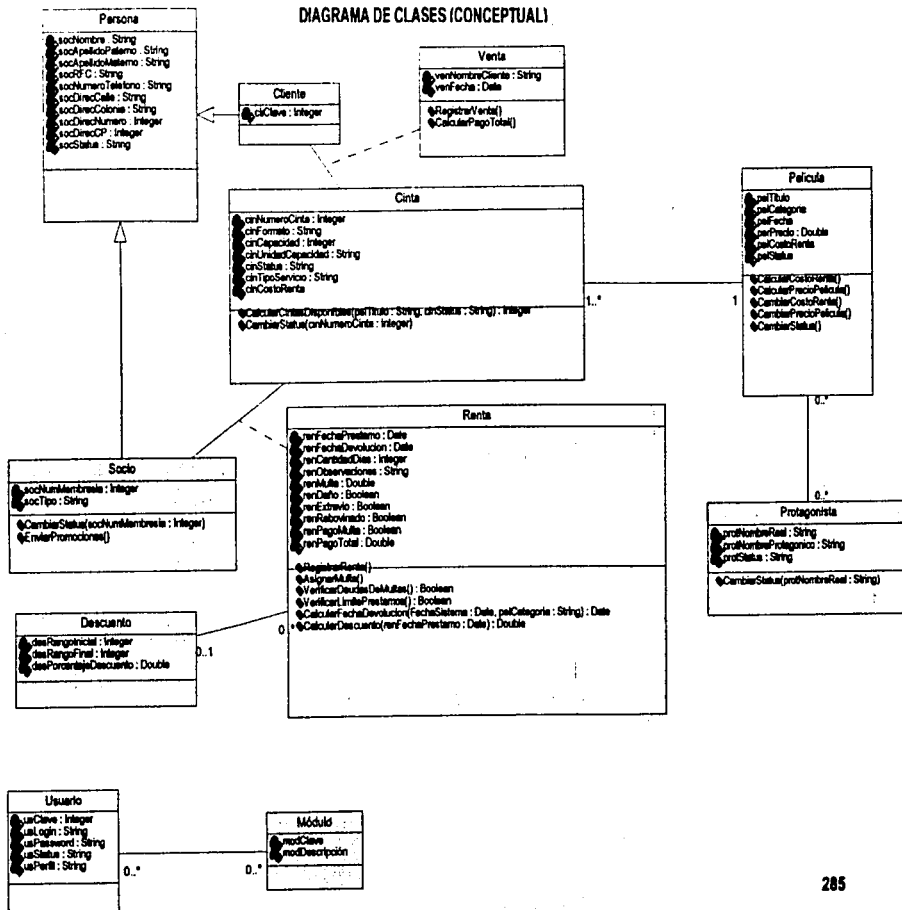 DIAGRAMA DE CLASES (CONCEPTUAL)
Persona
socNombre : String
socApellidoPaterno : String
socApellidoMaterno : String
socRFC : String
socNumeroTelefono : String
socDirecCalle : String
socDirecColonia : String
socDirecNumero : Integer
socDirecCP : Integer
socStatus : String
Cliente
cliClave : Integer
Venta
venNombreCliente : String
venFecha : Date
RegistrarVenta()
CalcularPagoTotal()
Cinta
cinNumeroCinta : Integer
cinFormato : String
cinCapacidad : Integer
cinUnidadCapacidad : String
cinStatus : String
cinTipoServicio : String
cinCostoRenta
CalcularCintasDisponibles(pelTitulo : String, cinStatus : String) : Integer
CambiarStatus(cinNumeroCinta : Integer)
1..*
1
Pelicula
pelTitulo
pelCategoria
pelFecha
perPrecio : Double
pelCostoRenta
pelStatus
CalcularCostoRenta()
CalcularPrecioPelicula()
CambiarCostoRenta()
CambiarPrecioPelicula()
CambiarStatus()
0..*
0..*
Protagonista
protNombreReal : String
protNombreProtagonico : String
protStatus : String
CambiarStatus(protNombreReal : String)
Socio
socNumMembresia : Integer
socTipo : String
CambiarStatus(socNumMembresia : Integer)
EnviarPromociones()
Renta
renFechaPrestamo : Date
renFechaDevolucion : Date
renCantidadDias : Integer
renObservaciones : String
renMulta : Double
renDaño : Boolean
renExtravio : Boolean
renRebovinado : Boolean
renPagoMulta : Boolean
renPagoTotal : Double
RegistrarRenta()
AsignarMulta()
VerificarDeudasDeMultas() : Boolean
VerificarLimitePrestamos() : Boolean
CalcularFechaDevolucion(FechaSistema : Date, pelCategoria : String) : Date
CalcularDescuento(renFechaPrestamo : Date) : Double
0..*
0..1
Descuento
desRangoInicial : Integer
desRangoFinal : Integer
desPorcentajeDescuento : Double
Usuario
usClave : Integer
usLogin : String
usPassword : String
usStatus : String
usPerfil : String
0..*
0..*
Módulo
modClave
modDescripción
285